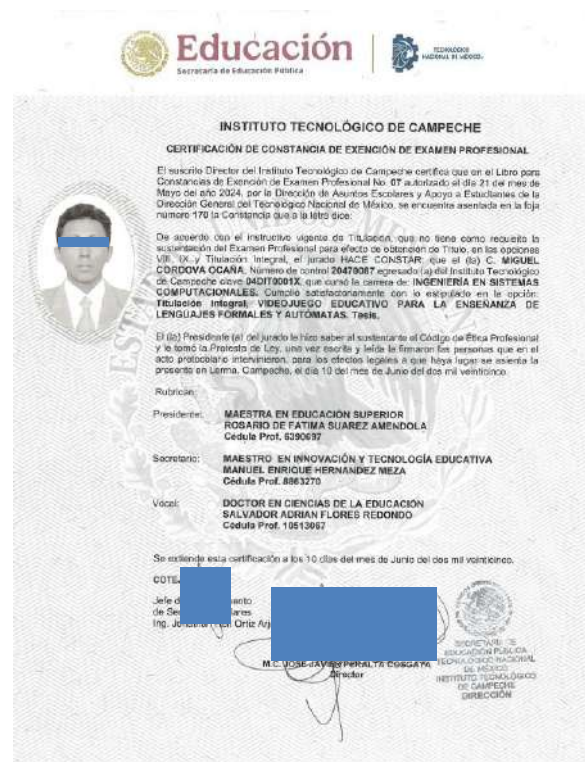 Educación
Secretaría de Educación Pública
TECNOLÓGICO
NACIONAL DE MÉXICO
INSTITUTO TECNOLÓGICO DE CAMPECHE
CERTIFICACIÓN DE CONSTANCIA DE EXENCIÓN DE EXAMEN PROFESIONAL
El suscrito Director del Instituto Tecnológico de Campeche certifica que en el Libro para
Constancias de Exención de Examen Profesional No. 07 autorizado el día 21 del mes de
Mayo del año 2024, por la Dirección de Asuntos Escolares y Apoyo a Estudiantes de la
Dirección General del Tecnológico Nacional de México, se encuentra asentada en la foja
número 170 la Constancia que a la letra dice:
De acuerdo con el instructivo vigente de Titulación, que no tiene como requisito la
sustentación del Examen Profesional para efecto de obtención de Título, en las opciones
VIII, IX y Titulación Integral, el jurado HACE CONSTAR: que el (la) C. MIGUEL
CORDOVA OCAÑA, Número de control 20470087 egresado (a) del Instituto Tecnológico
de Campeche clave 04DIT0001X, que cursó la carrera de: INGENIERÍA EN SISTEMAS
COMPUTACIONALES. Cumplió satisfactoriamente con lo estipulado en la opción:
Titulación Integral, VIDEOJUEGO EDUCATIVO PARA LA ENSEÑANZA DE
LENGUAJES FORMALES Y AUTÓMATAS. Tesis.
El (la) Presidente (a) del jurado le hizo saber al sustentante el Código de Ética Profesional
y le tomó la Protesta de Ley, una vez escrita y leída la firmaron las personas que en el
acto protocolario intervinieron, para los efectos legales a que haya lugar se asienta la
presente en Lerma, Campeche, el día 10 del mes de Junio del dos mil veinticinco.
Rubrican:
Presidente: MAESTRA EN EDUCACIÓN SUPERIOR
ROSARIO DE FATIMA SUAREZ AMENDOLA
Cédula Prof. 6390697
Secretario: MAESTRO EN INNOVACIÓN Y TECNOLOGÍA EDUCATIVA
MANUEL ENRIQUE HERNANDEZ MEZA
Cédula Prof. 8863270
Vocal: DOCTOR EN CIENCIAS DE LA EDUCACIÓN
SALVADOR ADRIAN FLORES REDONDO
Cédula Prof. 10513067
Se extiende esta certificación a los 10 días del mes de Junio del dos mil veinticinco.
COTE
Jefe d ento
de Se lares
Ing. Ortiz
M.C. JOSE JAVIER PERALTA COSGAYA
Director
SECRETARÍA DE
EDUCACIÓN PÚBLICA
TECNOLÓGICO NACIONAL
DE MÉXICO
INSTITUTO TECNOLÓGICO
DE CAMPECHE
DIRECCIÓN